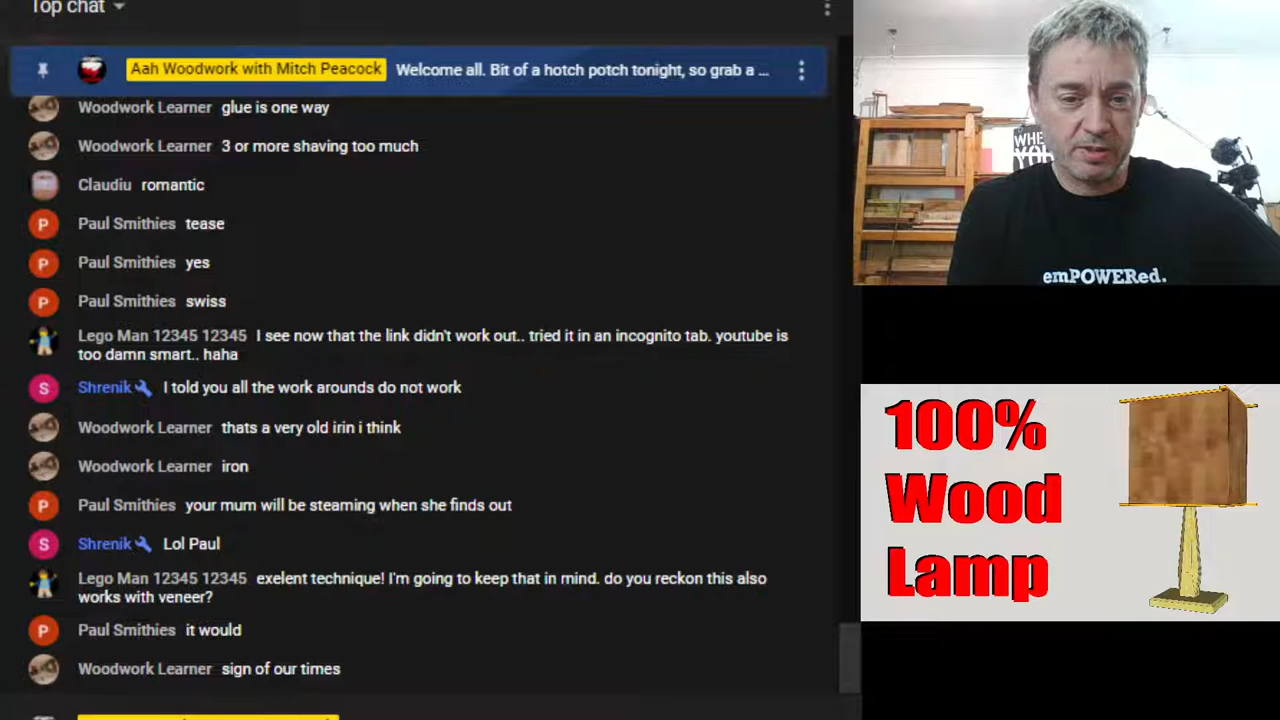 Top chat
Aah Woodwork with Mitch Peacock Welcome all. Bit of a hotch potch tonight, so grab a ...
Woodwork Learner glue is one way
Woodwork Learner 3 or more shaving too much
Claudiu romantic
P Paul Smithies tease
P Paul Smithies yes
P Paul Smithies swiss
Lego Man 12345 12345 I see now that the link didn't work out.. tried it in an incognito tab. youtube is
too damn smart.. haha
S Shrenik I told you all the work arounds do not work
Woodwork Learner thats a very old irin i think
Woodwork Learner iron
P Paul Smithies your mum will be steaming when she finds out
S Shrenik Lol Paul
Lego Man 12345 12345 exelent technique! I'm going to keep that in mind. do you reckon this also
works with veneer?
P Paul Smithies it would
Woodwork Learner sign of our times
emPOWERed.
100%
Wood
Lamp